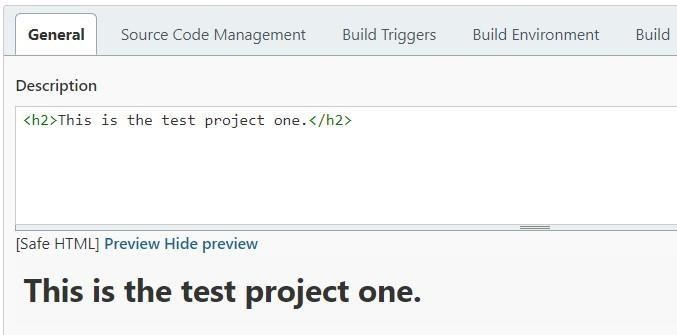 General Source Code Management Build Triggers Build Environment Build
Description
<h2>This is the test project one.</h2>
[Safe HTML] Preview Hide preview
This is the test project one.